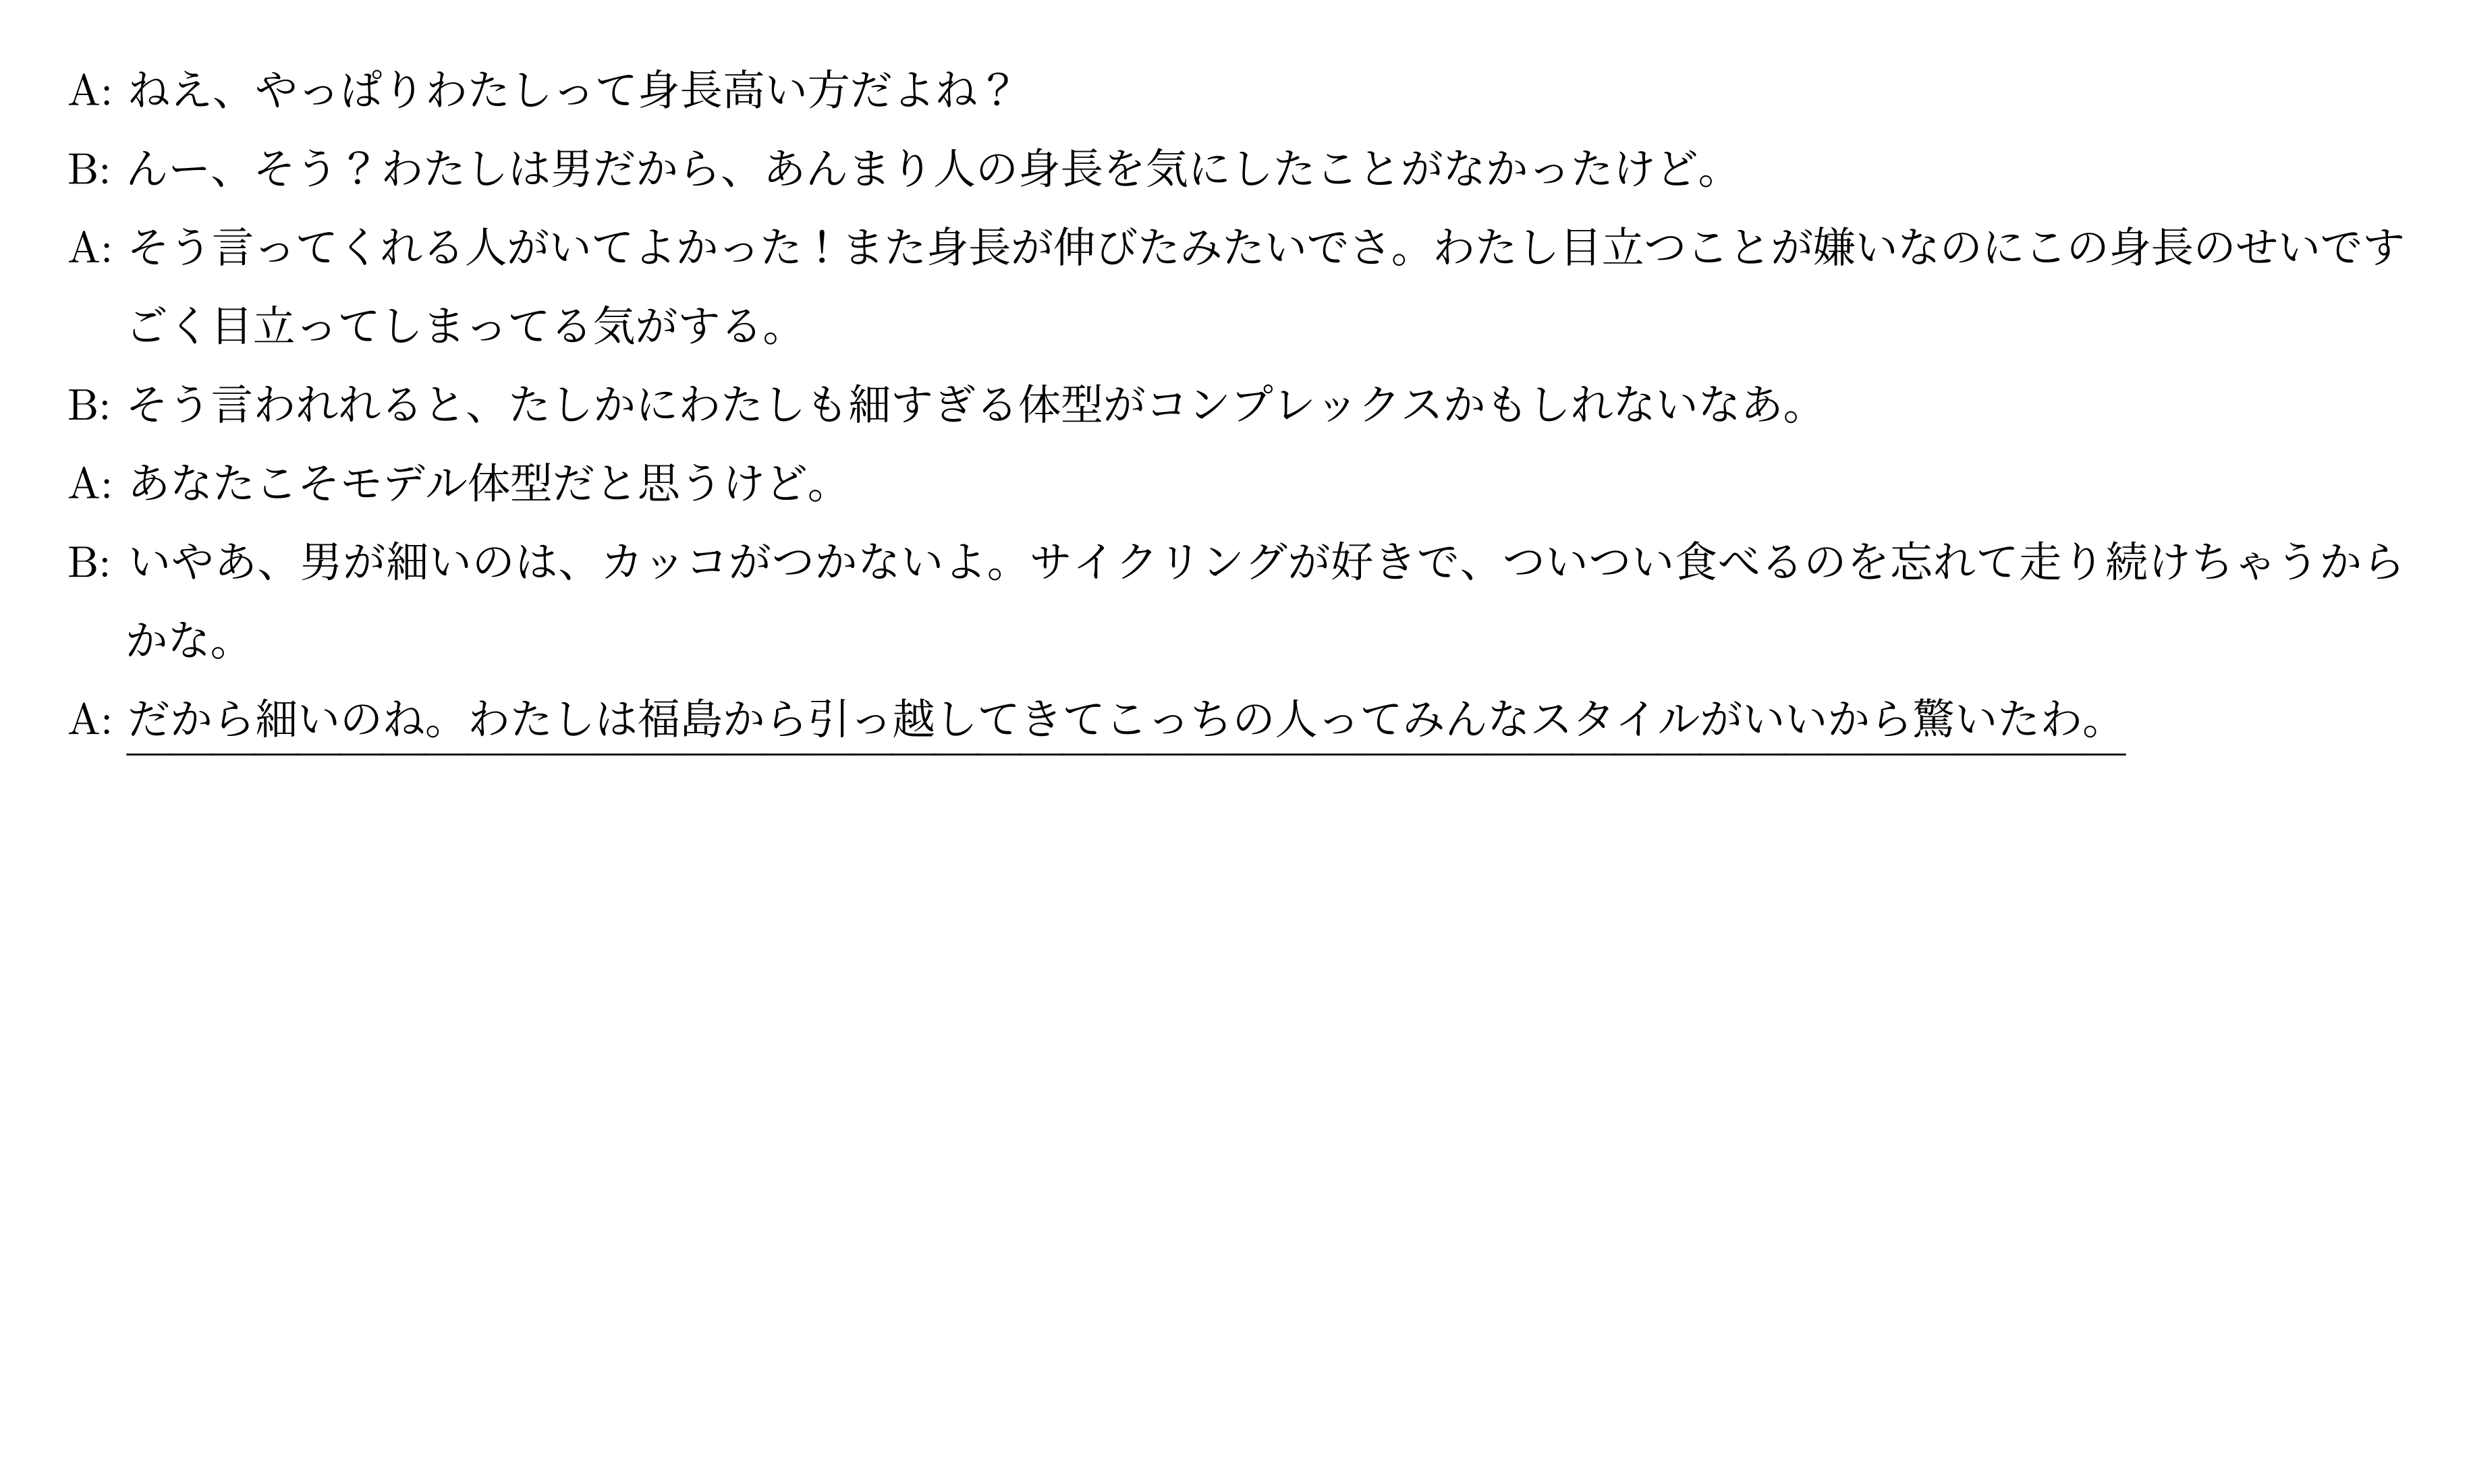 A: ねえ、やっぱりわたしって身長高い方だよね？
B: んー、そう？わたしは男だから、あんまり人の身長を気にしたことがなかったけど。
A: そう言ってくれる人がいてよかった！また身長が伸びたみたいでさ。わたし目立つことが嫌いなのにこの身長のせいです
ごく目立ってしまってる気がする。
B: そう言われれると、たしかにわたしも細すぎる体型がコンプレックスかもしれないなあ。
A: あなたこそモデル体型だと思うけど。
B: いやあ、男が細いのは、カッコがつかないよ。サイクリングが好きで、ついつい食べるのを忘れて走り続けちゃうから
かな。
A: だから細いのね。わたしは福島から引っ越してきてこっちの人ってみんなスタイルがいいから驚いたわ。